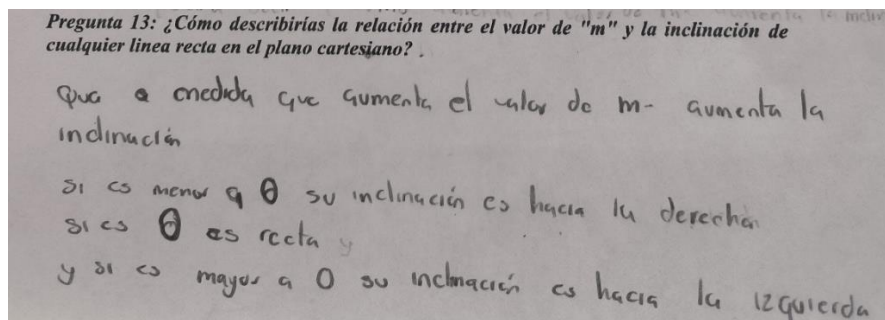 Pregunta 13: ¿Cómo describirías la relación entre el valor de "m" y la inclinación de
cualquier linea recta en el plano cartesiano? .
Que a medida que aumenta el valor de m- aumenta la
inclinación
si es menor a 0 su inclinación es hacia la derecha
si es 0 es recta y
y si es mayor a 0 su inclinación es hacia la izquierda